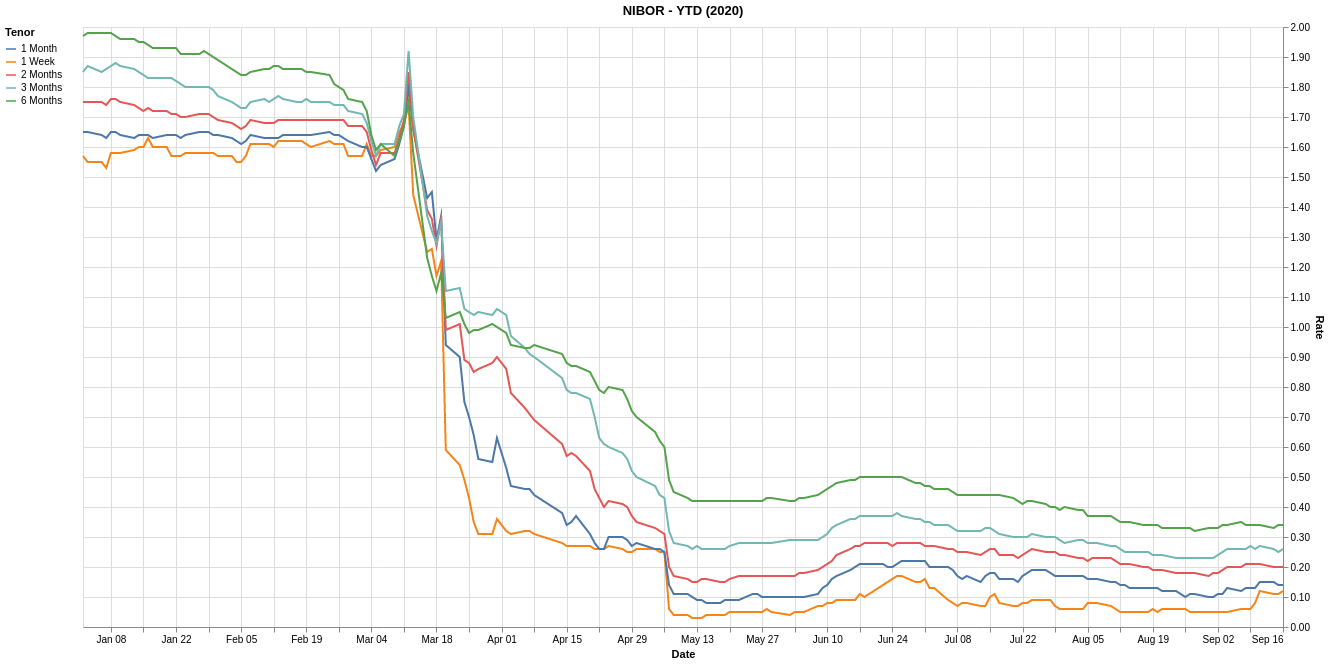 NIBOR - YTD (2020)
Tenor
1 Month
1 Week
2 Months
3 Months
6 Months
2.00
1.90
1.80
1.70
1.60
1.50
1.40
1.30
1.20
1.10
1.00
0.90
0.80
0.70
0.60
0.50
0.40
0.30
0.20
0.10
0.00
Rate
Jan 08 Jan 22 Feb 05 Feb 19 Mar 04 Mar 18 Apr 01 Apr 15 Apr 29 May 13 May 27 Jun 10 Jun 24 Jul 08 Jul 22 Aug 05 Aug 19 Sep 02 Sep 16
Date